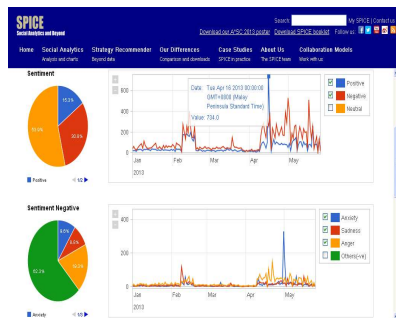 SPICE
Social Analytics and Beyond
Search: My SPICE | Contact us
Download our A*SC 2013 poster Download SPICE booklet Follow us
Home Social Analytics Strategy Recommender Our Differences Case Studies About Us Collaboration Models
Analysis and charts Beyond data Comparison and downloads SPICE in practice The SPICE team Work with us
Sentiment
Positive
1/2
600
400
200
0
Jan Feb Mar Apr May
2013
Date: Tue Apr 16 2013 00:00:00
GMT+0800 (Malay
Peninsula Standard Time)
Value: 734.0
Positive
Negative
Neutral
Sentiment Negative
Anxiety
1/3
400
200
0
Jan Feb Mar Apr May
2013
Anxiety
Sadness
Anger
Others(-ve)